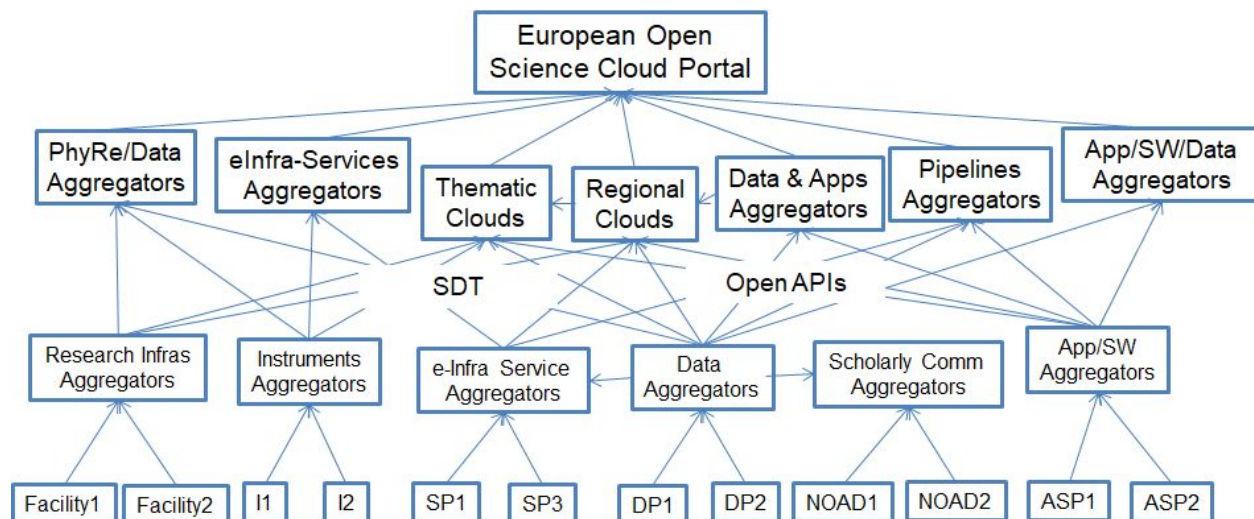 European Open
Science Cloud Portal
PhyRe/Data
Aggregators
eInfra-Services
Aggregators
Thematic
Clouds
Regional
Clouds
Data & Apps
Aggregators
Pipelines
Aggregators
App/SW/Data
Aggregators
SDT
Open APIs
Research Infras
Aggregators
Instruments
Aggregators
e-Infra Service
Aggregators
Data
Aggregators
Scholarly Comm
Aggregators
App/SW
Aggregators
Facility1
Facility2
I1
I2
SP1
SP3
DP1
DP2
NOAD1
NOAD2
ASP1
ASP2